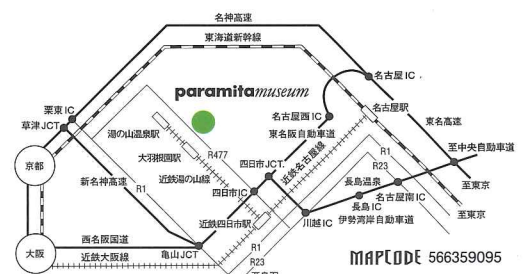 名神高速
東海道新幹線
paramitamuseum
名古屋IC
栗東IC
草津JCT
名古屋駅
名古屋西IC
湯の山温泉駅
東名高速
大羽根園駅
R477
東名阪自動車道
至中央自動車道
京都
近鉄湯の山線
四日市JCT.
近鉄名古屋線
R1
R23
新名神高速
R1
四日市IC
長島温泉
至東京
名古屋南IC
長島IC
近鉄四日市駅
川越IC
伊勢湾岸自動車道
至東京
大阪
西名阪国道
亀山JCT
R1
近鉄大阪線
R23
MAPCODE 566359095